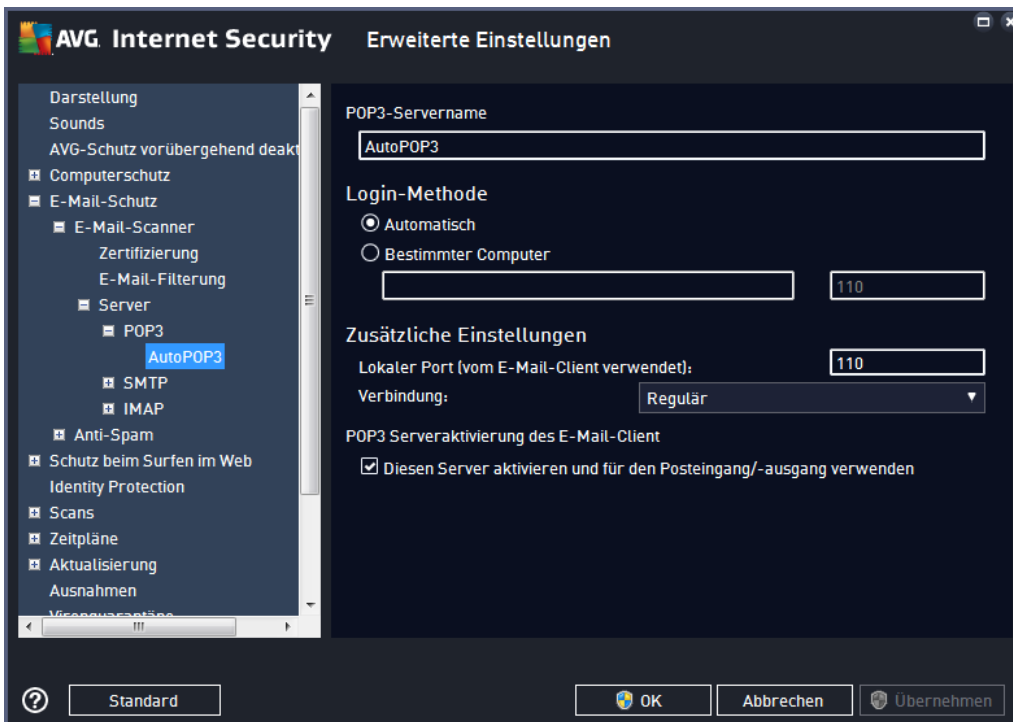 AVG Internet Security Erweiterte Einstellungen
Darstellung
Sounds
AVG-Schutz vorübergehend deakt
Computerschutz
E-Mail-Schutz
E-Mail-Scanner
Zertifizierung
E-Mail-Filterung
Server
POP3
AutoPOP3
SMTP
IMAP
Anti-Spam
Schutz beim Surfen im Web
Identity Protection
Scans
Zeitpläne
Aktualisierung
Ausnahmen
Virenquarantäne
POP3-Servername
AutoPOP3
Login-Methode
Automatisch
Bestimmter Computer
110
Zusätzliche Einstellungen
Lokaler Port (vom E-Mail-Client verwendet): 110
Verbindung: Regulär
POP3 Serveraktivierung des E-Mail-Client
Diesen Server aktivieren und für den Posteingang/-ausgang verwenden
? Standard OK Abbrechen Übernehmen